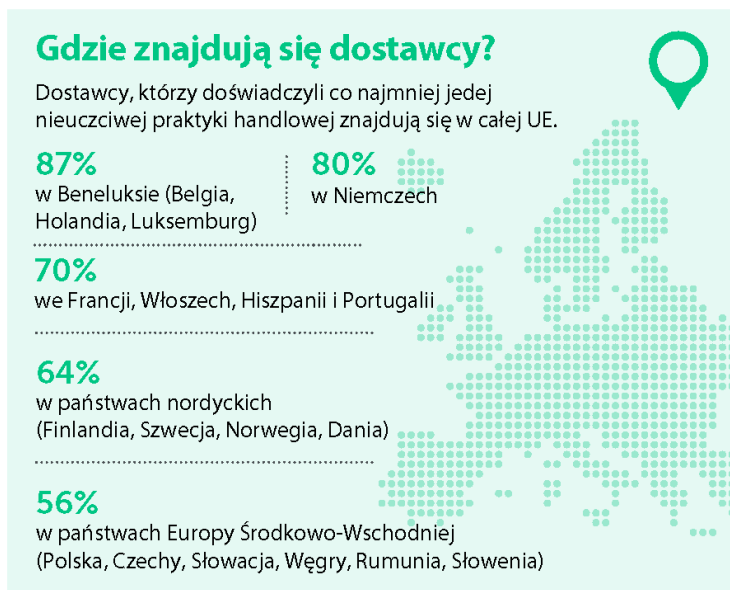 Gdzie znajdują się dostawcy?
Dostawcy, którzy doświadczyli co najmniej jedej
nieuczciwej praktyki handlowej znajdują się w całej UE.
87%
w Beneluksie (Belgia,
Holandia, Luksemburg)
80%
w Niemczech
70%
we Francji, Włoszech, Hiszpanii i Portugalii
64%
w państwach nordyckich
(Finlandia, Szwecja, Norwegia, Dania)
56%
w państwach Europy Środkowo-Wschodniej
(Polska, Czechy, Słowacja, Węgry, Rumunia, Słowenia)